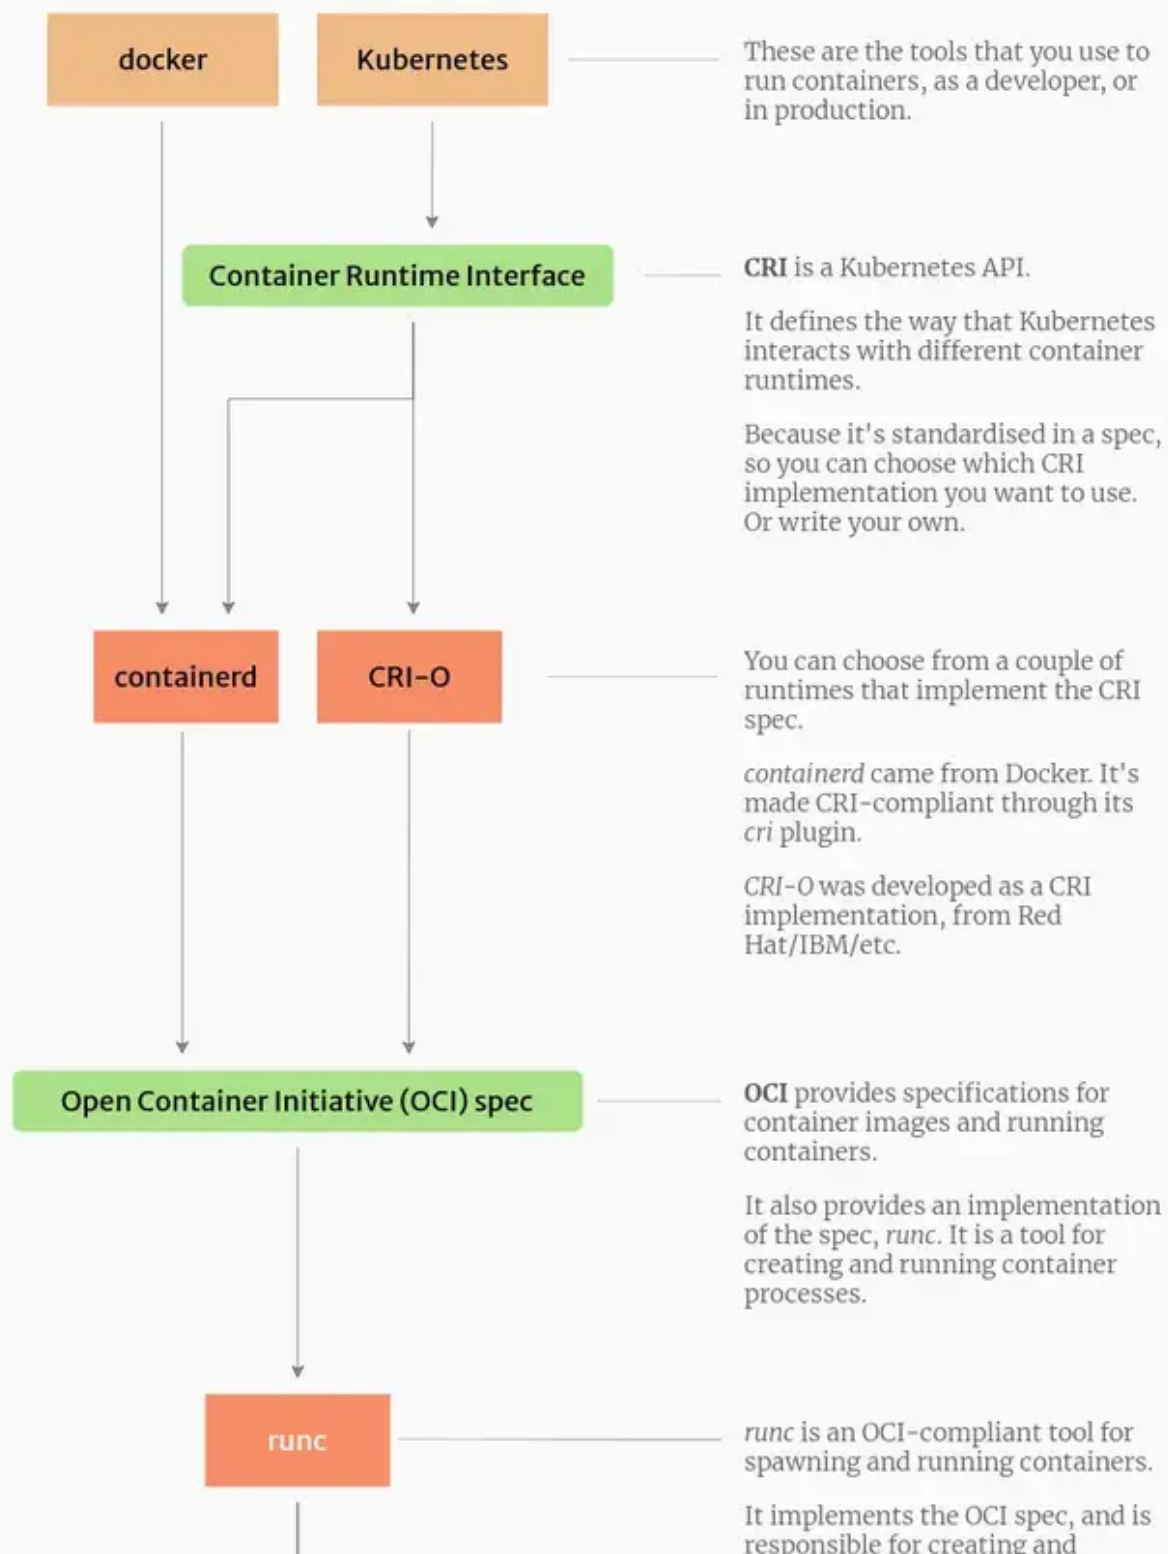 docker
Kubernetes
These are the tools that you use to
run containers, as a developer, or
in production.
Container Runtime Interface
CRI is a Kubernetes API.
It defines the way that Kubernetes
interacts with different container
runtimes.
Because it's standardised in a spec,
so you can choose which CRI
implementation you want to use.
Or write your own.
containerd
CRI-O
You can choose from a couple of
runtimes that implement the CRI
spec.
containerd came from Docker. It's
made CRI-compliant through its
cri plugin.
CRI-O was developed as a CRI
implementation, from Red
Hat/IBM/etc.
Open Container Initiative (OCI) spec
OCI provides specifications for
container images and running
containers.
It also provides an implementation
of the spec, runc. It is a tool for
creating and running container
processes.
runc
runc is an OCI-compliant tool for
spawning and running containers.
It implements the OCI spec, and is
responsible for creating and